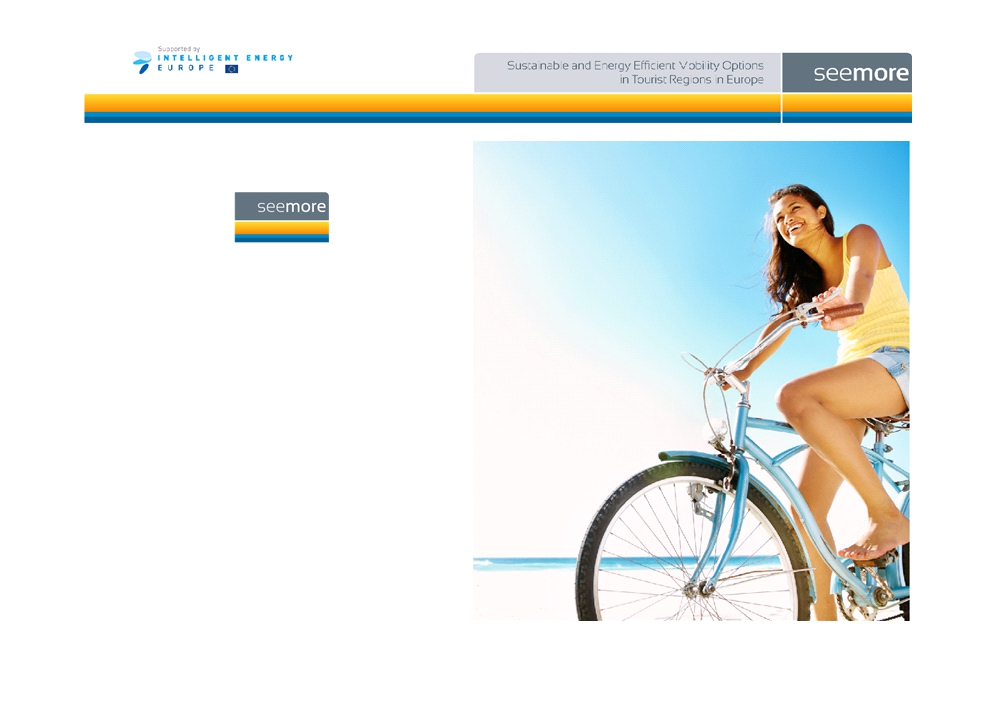 Supported by
INTELLIGENT ENERGY
EUROPE
Sustainable and Energy Efficient Mobility Options
in Tourist Regions in Europe
seemore
seemore